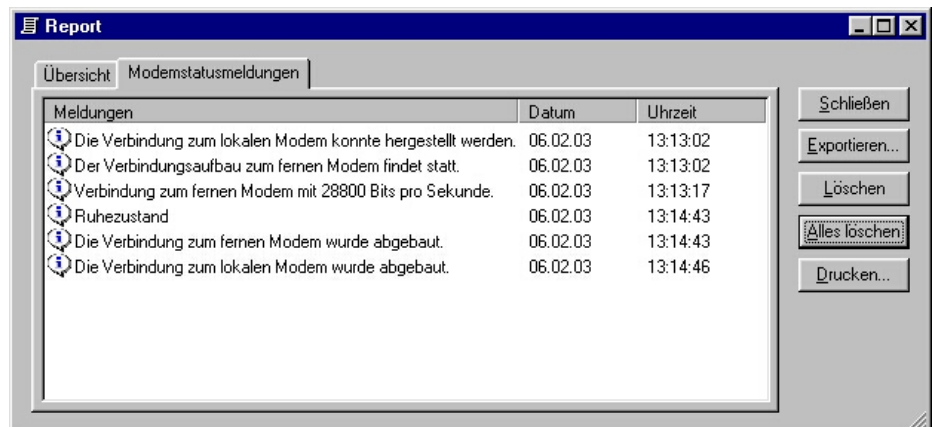 Report
Übersicht Modemstatusmeldungen
Meldungen Datum Uhrzeit
Die Verbindung zum lokalen Modem konnte hergestellt werden. 06.02.03 13:13:02
Der Verbindungsaufbau zum fernen Modem findet statt. 06.02.03 13:13:02
Verbindung zum fernen Modem mit 28800 Bits pro Sekunde. 06.02.03 13:13:17
Ruhezustand 06.02.03 13:14:43
Die Verbindung zum fernen Modem wurde abgebaut. 06.02.03 13:14:43
Die Verbindung zum lokalen Modem wurde abgebaut. 06.02.03 13:14:46
Schließen
Exportieren...
Löschen
Alles löschen
Drucken...